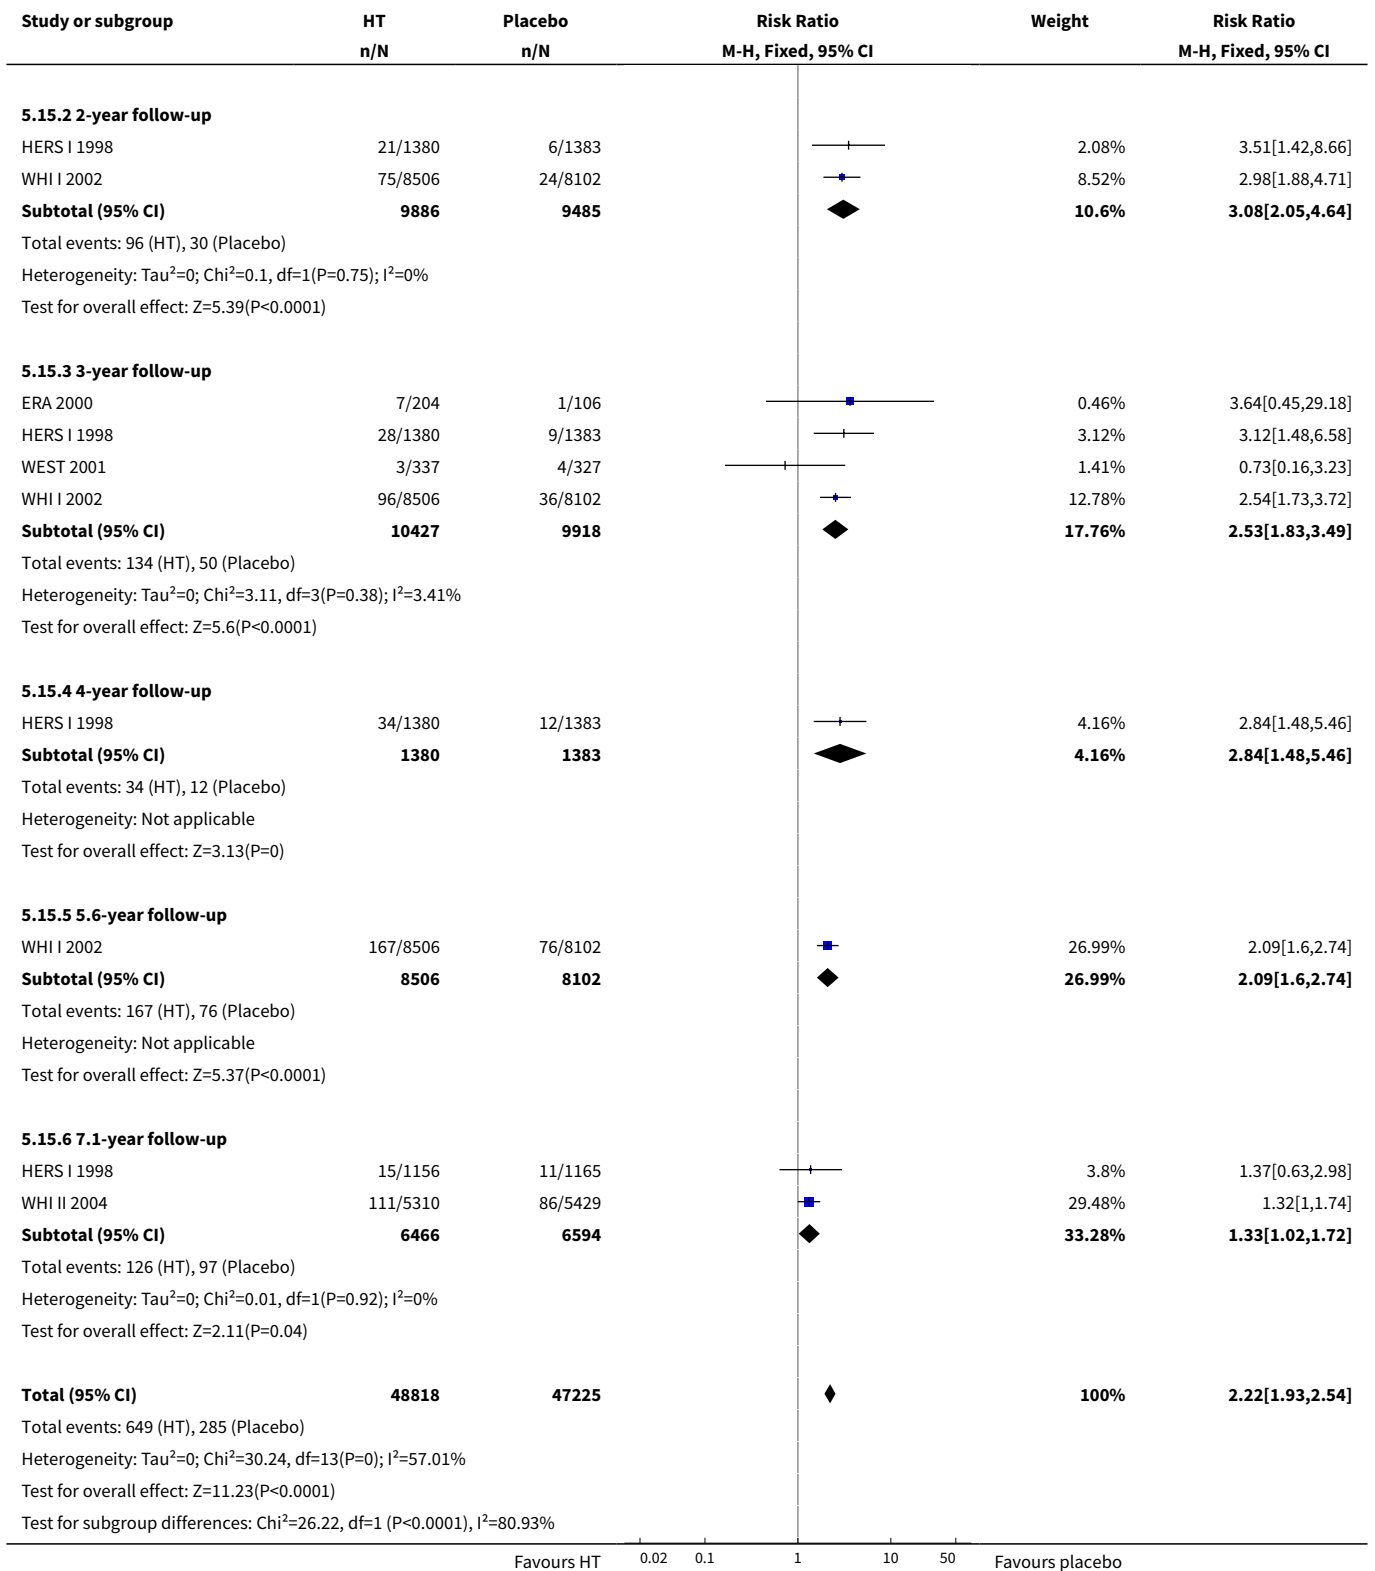 Study or subgroup HT Placebo Risk Ratio Weight Risk Ratio
n/N n/N M-H, Fixed, 95% CI M-H, Fixed, 95% CI
5.15.2 2-year follow-up
HERS I 1998 21/1380 6/1383 2.08% 3.51[1.42,8.66]
WHI I 2002 75/8506 24/8102 8.52% 2.98[1.88,4.71]
Subtotal (95% CI) 9886 9485 10.6% 3.08[2.05,4.64]
Total events: 96 (HT), 30 (Placebo)
Heterogeneity: Tau²=0; Chi²=0.1, df=1(P=0.75); I²=0%
Test for overall effect: Z=5.39(P<0.0001)
5.15.3 3-year follow-up
ERA 2000 7/204 1/106 0.46% 3.64[0.45,29.18]
HERS I 1998 28/1380 9/1383 3.12% 3.12[1.48,6.58]
WEST 2001 3/337 4/327 1.41% 0.73[0.16,3.23]
WHI I 2002 96/8506 36/8102 12.78% 2.54[1.73,3.72]
Subtotal (95% CI) 10427 9918 17.76% 2.53[1.83,3.49]
Total events: 134 (HT), 50 (Placebo)
Heterogeneity: Tau²=0; Chi²=3.11, df=3(P=0.38); I²=3.41%
Test for overall effect: Z=5.6(P<0.0001)
5.15.4 4-year follow-up
HERS I 1998 34/1380 12/1383 4.16% 2.84[1.48,5.46]
Subtotal (95% CI) 1380 1383 4.16% 2.84[1.48,5.46]
Total events: 34 (HT), 12 (Placebo)
Heterogeneity: Not applicable
Test for overall effect: Z=3.13(P=0)
5.15.5 5.6-year follow-up
WHI I 2002 167/8506 76/8102 26.99% 2.09[1.6,2.74]
Subtotal (95% CI) 8506 8102 26.99% 2.09[1.6,2.74]
Total events: 167 (HT), 76 (Placebo)
Heterogeneity: Not applicable
Test for overall effect: Z=5.37(P<0.0001)
5.15.6 7.1-year follow-up
HERS I 1998 15/1156 11/1165 3.8% 1.37[0.63,2.98]
WHI II 2004 111/5310 86/5429 29.48% 1.32[1,1.74]
Subtotal (95% CI) 6466 6594 33.28% 1.33[1.02,1.72]
Total events: 126 (HT), 97 (Placebo)
Heterogeneity: Tau²=0; Chi²=0.01, df=1(P=0.92); I²=0%
Test for overall effect: Z=2.11(P=0.04)
Total (95% CI) 48818 47225 100% 2.22[1.93,2.54]
Total events: 649 (HT), 285 (Placebo)
Heterogeneity: Tau²=0; Chi²=30.24, df=13(P=0); I²=57.01%
Test for overall effect: Z=11.23(P<0.0001)
Test for subgroup differences: Chi²=26.22, df=1 (P<0.0001), I²=80.93%
Favours HT 0.02 0.1 1 10 50 Favours placebo